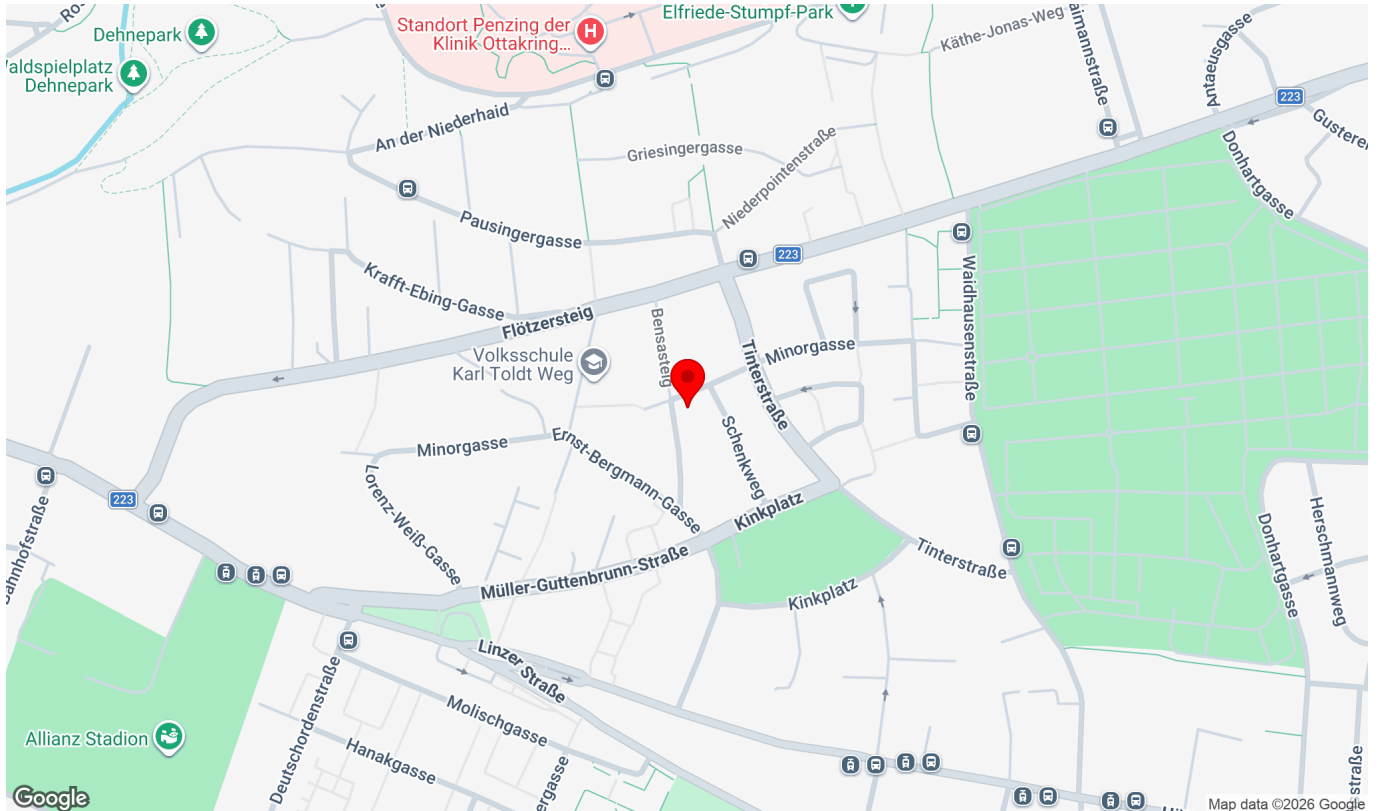 Elfriede-Stumpf-Park
Standort Penzing der
Klinik Ottakring...
H
Dehnepark
Käthe-Jonas-Weg
Antaeusgasse
Dehnepark
223
An der Niederhaid
Griesingergasse
Niederpointenstraße
Donhartgasse
Pausingergasse
223
Krafft-Ebing-Gasse
Flötzersteig
Bensasteig
Waidhausenstraße
Volksschule
Karl Toldt Weg
Minorgasse
Tinterstraße
Schenkweg
Minorgasse
Ernst-Bergmann-Gasse
Lorenz-Weiß-Gasse
223
Kinkplatz
Müller-Guttenbrunn-Straße
Tinterstraße
Kinkplatz
Donhartgasse
Herschmannweg
Linzer Straße
Deutschordenstraße
Molischgasse
Hanakgasse
Allianz Stadion
Google
Map data ©2026 Google